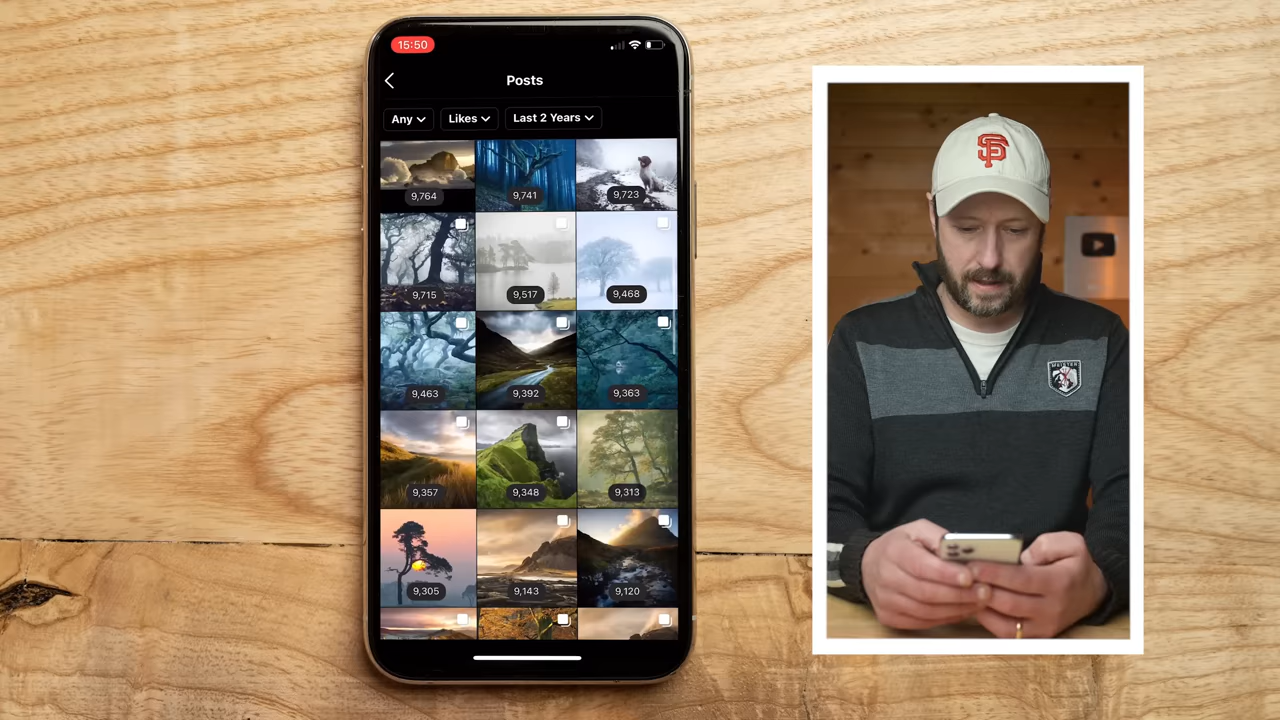 15:50
Posts
Any Likes Last 2 Years
9,764 9,741 9,723
9,715 9,517 9,468
9,463 9,392 9,363
9,357 9,348 9,313
9,305 9,143 9,120
SF
MEISTER